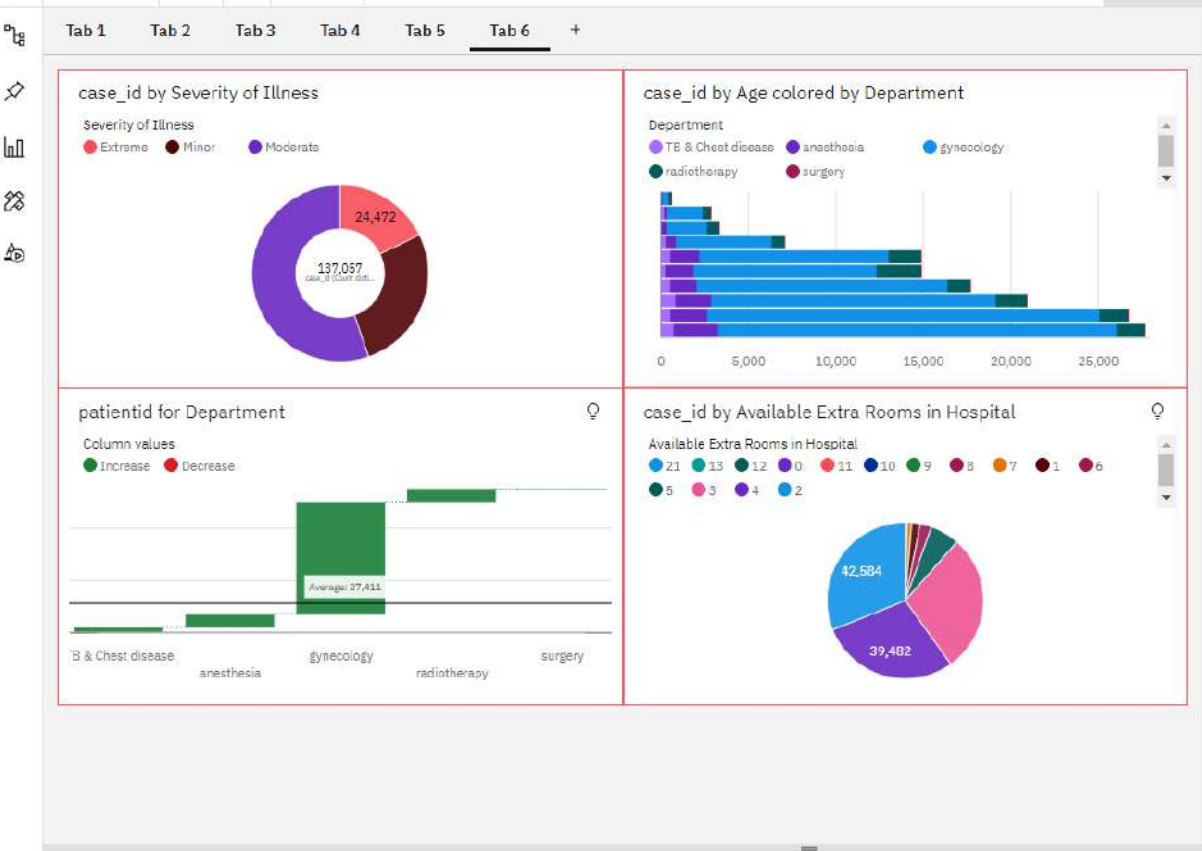 Tab 1 Tab 2 Tab 3 Tab 4 Tab 5 Tab 6 +
case_id by Severity of Illness
Severity of Illness
Extreme Minor Moderate
24,472
137,057
case_id (Count disti...
case_id by Age colored by Department
Department
TB & Chest disease anesthesia gynecology
radiotherapy surgery
0 5,000 10,000 15,000 20,000 25,000
patientid for Department
Column values
Increase Decrease
Average: 27,411
TB & Chest disease gynecology surgery
anesthesia radiotherapy
case_id by Available Extra Rooms in Hospital
Available Extra Rooms in Hospital
21 13 12 0 11 10 9 8 7 1 6
5 3 4 2
42,584
39,482